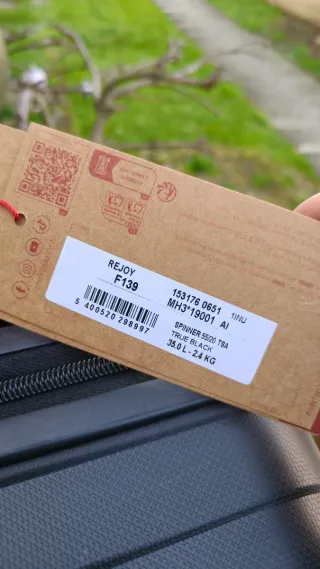 REJOY
F139
5 400520 298997
153176 0651 1INU
MH3*19001 AI
SPINNER 55/20 TSA
TRUE BLACK
35.0 L - 2.4 KG